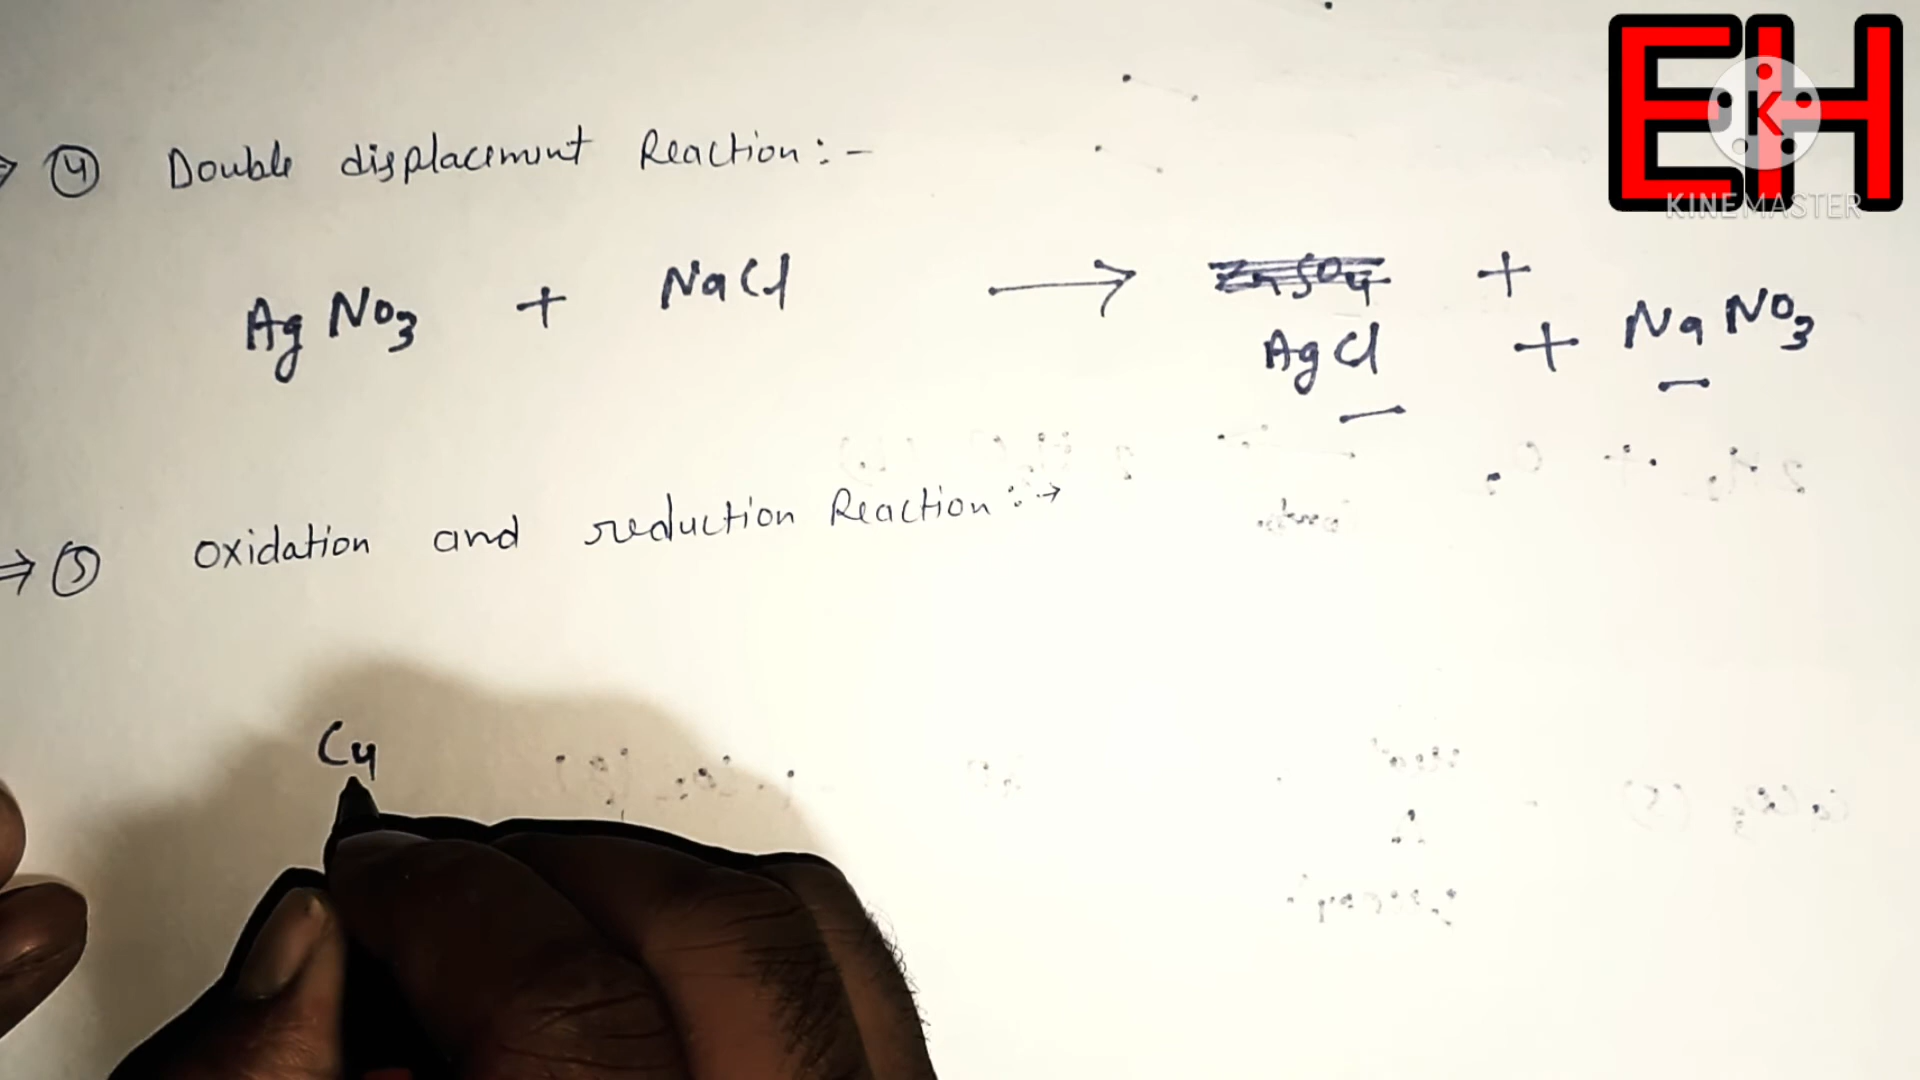 EH
K
KINEMASTER
⇒ ④ Double displacement Reaction:-
AgNO3 + NaCl ⟶ ZnSO4 +
AgCl + NaNO3
⇒ ⑤ oxidation and reduction Reaction:→
Cu